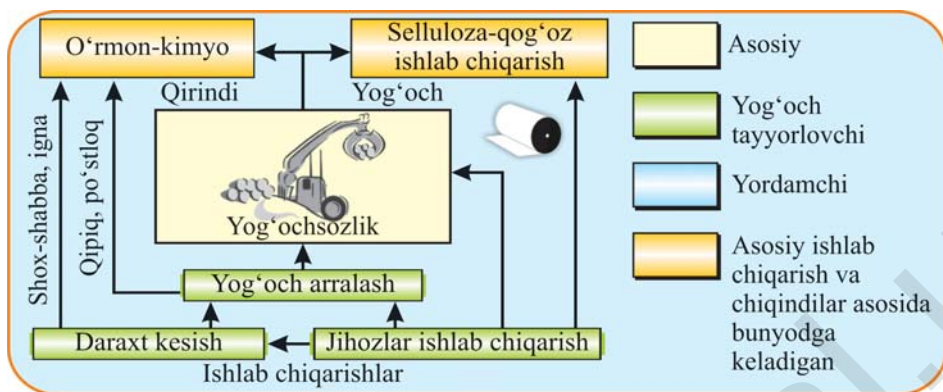 O‘rmon-kimyo
Selluloza-qog‘oz
ishlab chiqarish
Qirindi
Yog‘och
Shox-shabba, igna
Qipiq, po‘stloq
Yog‘ochsozlik
Yog‘och arralash
Daraxt kesish
Jihozlar ishlab chiqarish
Ishlab chiqarishlar
Asosiy
Yog‘och
tayyorlovchi
Yordamchi
Asosiy ishlab
chiqarish va
chiqindilar asosida
bunyodga
keladigan